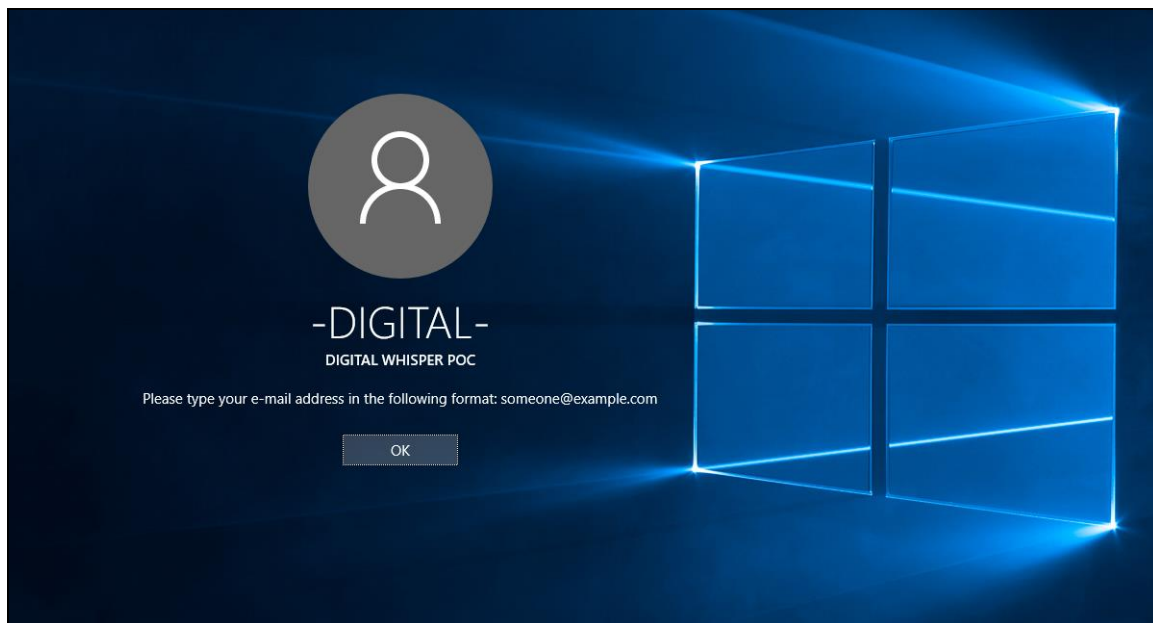 -DIGITAL-
DIGITAL WHISPER POC
Please type your e-mail address in the following format: someone@example.com
OK